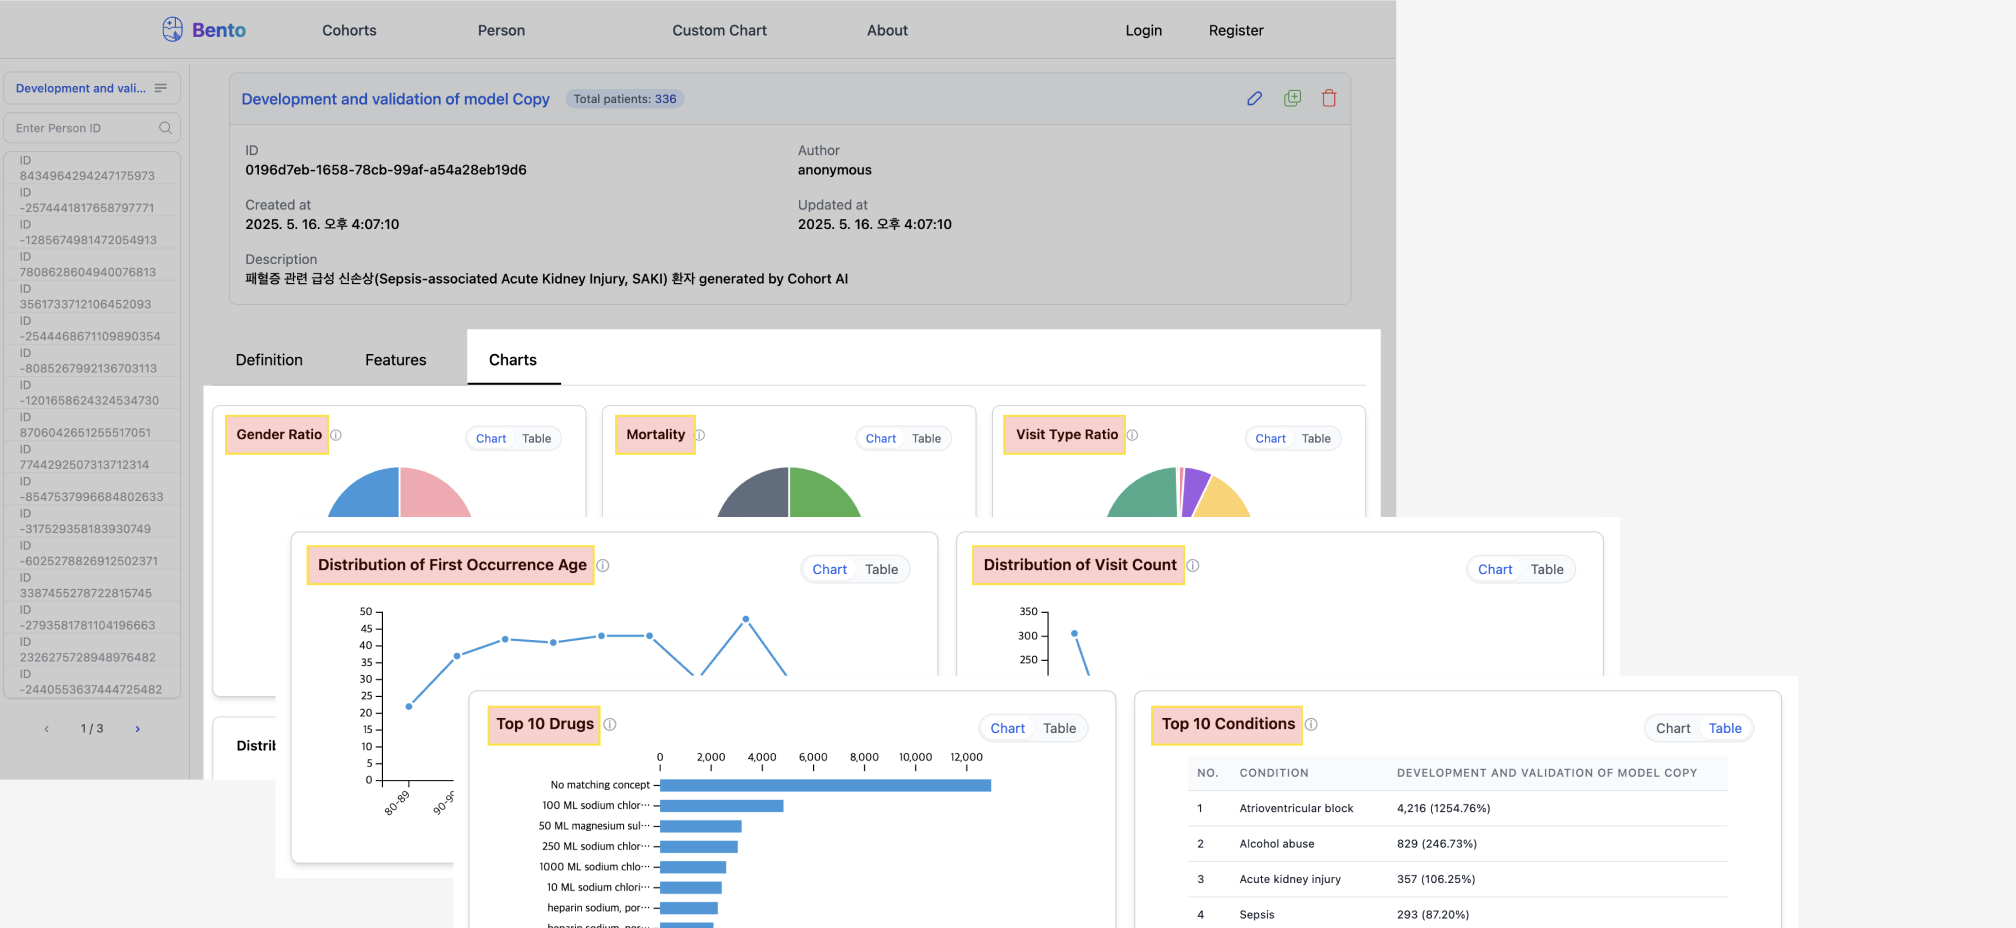 Bento
Cohorts
Person
Custom Chart
About
Login
Register
Development and vali...
Enter Person ID
ID
8434964294247175973
ID
-2574441817658797771
ID
-1285674981472054913
ID
7808628604940076813
ID
3561733712106452093
ID
-2544468671109890354
ID
-8085267992136703113
ID
-1201658624324534730
ID
8706042651255517051
ID
7744292507313712314
ID
-8547537996684802633
ID
-317529358183930749
ID
-6025278826912502371
ID
3387455278722815745
ID
-2793581781104196663
ID
2326275728948976482
ID
-2440553637444725482
1 / 3
Development and validation of model Copy
Total patients: 336
ID
0196d7eb-1658-78cb-99af-a54a28eb19d6
Author
anonymous
Created at
2025. 5. 16. 오후 4:07:10
Updated at
2025. 5. 16. 오후 4:07:10
Description
패혈증 관련 급성 신손상(Sepsis-associated Acute Kidney Injury, SAKI) 환자 generated by Cohort AI
Definition
Features
Charts
Gender Ratio
Chart Table
Mortality
Chart Table
Visit Type Ratio
Chart Table
Distribution of First Occurrence Age
Chart Table
50
45
40
35
30
25
20
15
10
5
0
80-89
Distribution of Visit Count
Chart Table
350
300
250
Top 10 Drugs
Chart Table
0 2,000 4,000 6,000 8,000 10,000 12,000
No matching concept
100 ML sodium chlor…
50 ML magnesium sul…
250 ML sodium chlor…
1000 ML sodium chlo…
10 ML sodium chlori…
heparin sodium, por…
heparin sodium, por…
Top 10 Conditions
Chart Table
NO. CONDITION DEVELOPMENT AND VALIDATION OF MODEL COPY
1 Atrioventricular block 4,216 (1254.76%)
2 Alcohol abuse 829 (246.73%)
3 Acute kidney injury 357 (106.25%)
4 Sepsis 293 (87.20%)